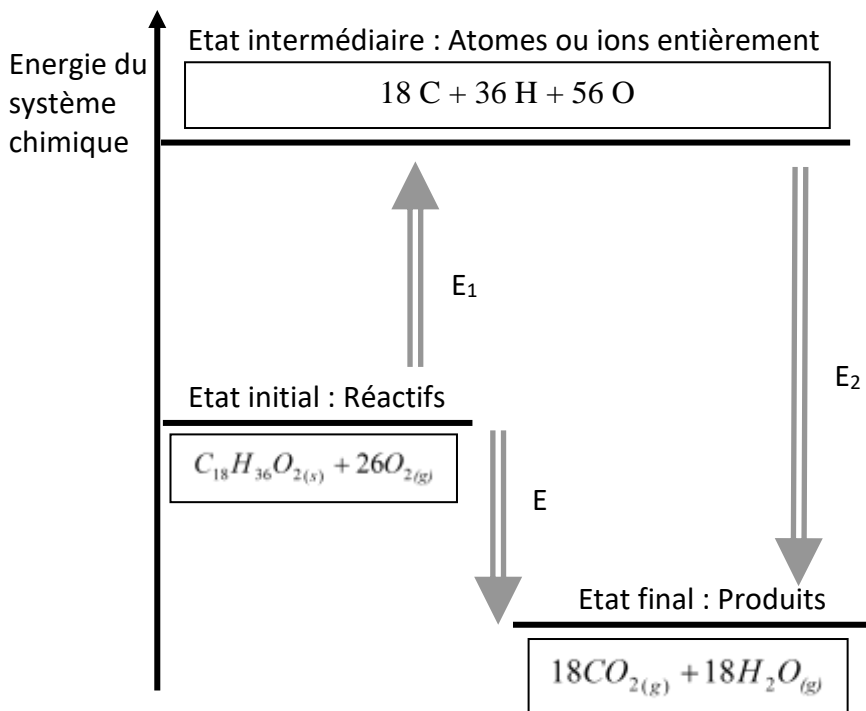 Etat intermédiaire : Atomes ou ions entièrement
Energie du
système
chimique
18 C + 36 H + 56 O
E₁
E₂
Etat initial : Réactifs
C₁₈H₃₆O₂₍ₛ₎ + 26O₂₍g₎
E
Etat final : Produits
18CO₂₍g₎ + 18H₂O₍g₎